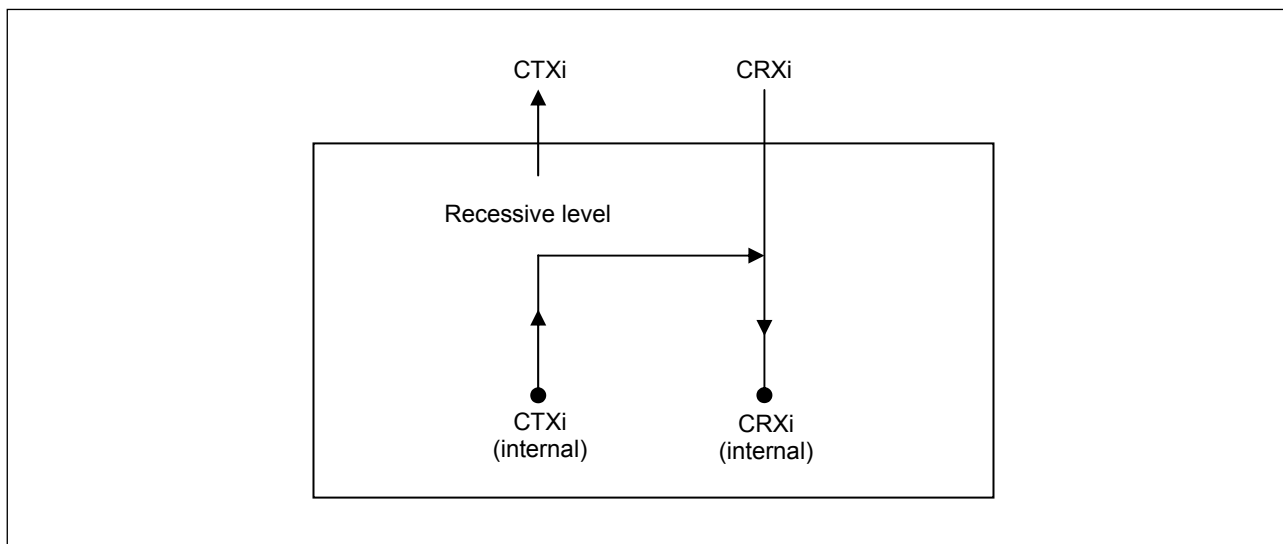 CTXi
CRXi
Recessive level
CTXi
(internal)
CRXi
(internal)